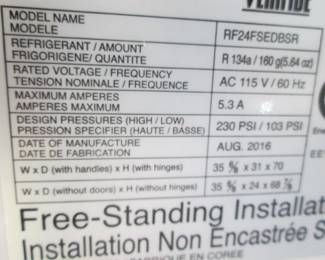 MODEL NAME
MODELE
RF24FSEDBSR
REFRIGERANT / AMOUNT
FRIGORIGENE/ QUANTITE
R 134a / 160 g(5.64 oz)
RATED VOLTAGE / FREQUENCY
TENSION NOMINALE / FREQUENCE
AC 115 V / 60 Hz
MAXIMUM AMPERES
AMPERES MAXIMUM
5.3 A
DESIGN PRESSURES (HIGH / LOW)
PRESSION SPECIFIER (HAUTE / BASSE)
230 PSI / 103 PSI
DATE OF MANUFACTURE
DATE DE FABRICATION
AUG. 2016
W x D (with handles) x H (with hinges)
35 ⅝ x 31 x 70
W x D (without doors) x H (without hinges)
35 ⅝ x 24 x 68 ⅞
Free-Standing Installat
Installation Non Encastrée S